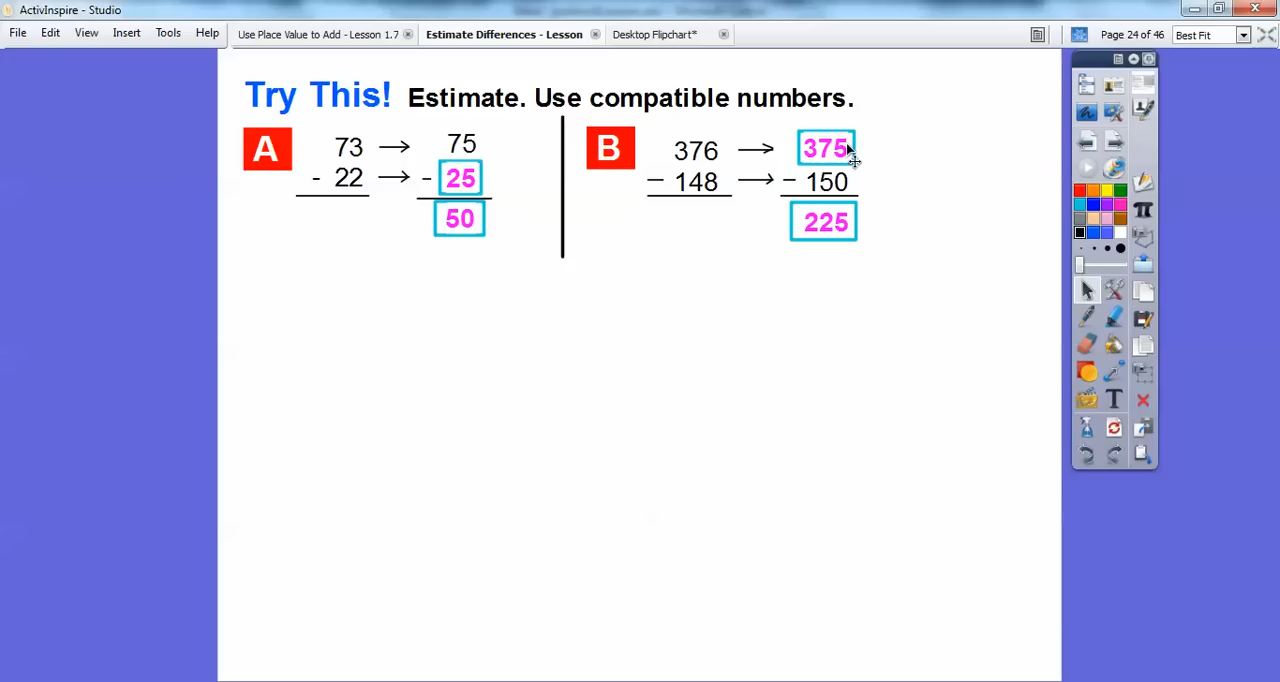 ActivInspire - Studio
File Edit View Insert Tools Help
Use Place Value to Add - Lesson 1.7 Estimate Differences - Lesson Desktop Flipchart*
Page 24 of 46 Best Fit
Try This! Estimate. Use compatible numbers.
A
73 → 75
- 22 → - 25
50
B
376 → 375
- 148 → - 150
225